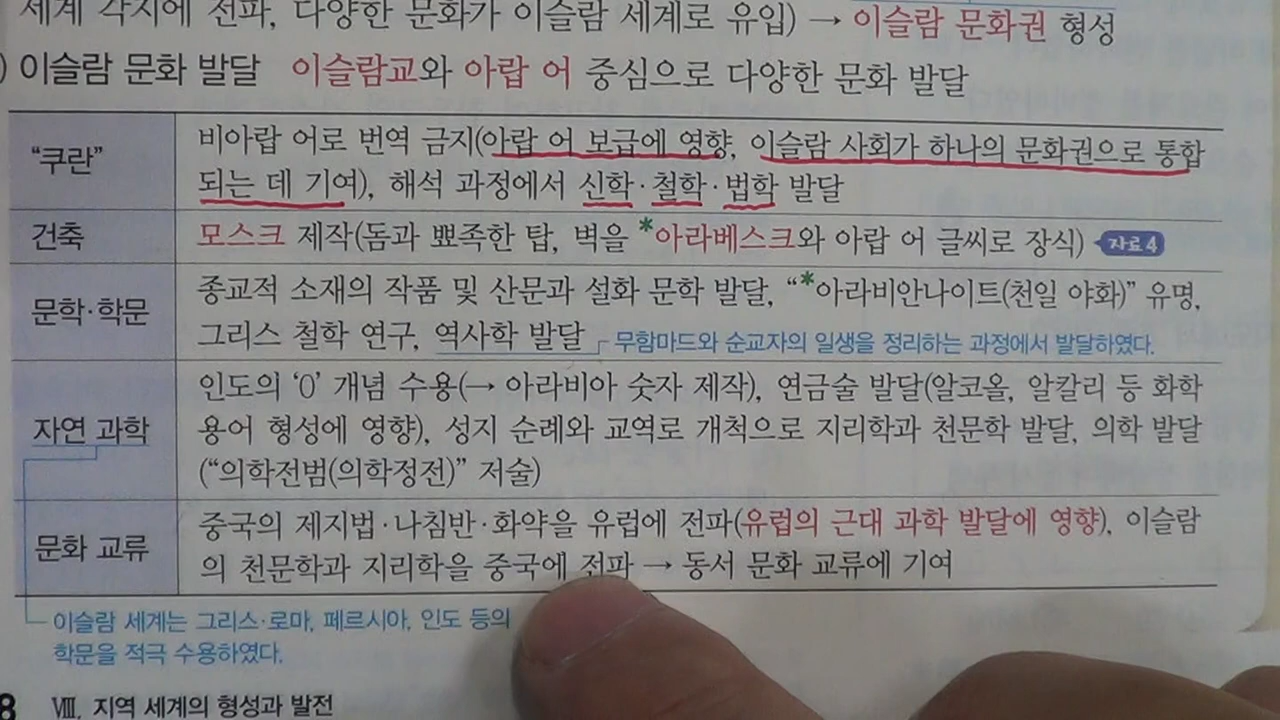 세계 각지에 전파, 다양한 문화가 이슬람 세계로 유입) → 이슬람 문화권 형성
) 이슬람 문화 발달 이슬람교와 아랍 어 중심으로 다양한 문화 발달
“쿠란” 비아랍 어로 번역 금지(아랍 어 보급에 영향, 이슬람 사회가 하나의 문화권으로 통합
되는 데 기여), 해석 과정에서 신학·철학·법학 발달
건축 모스크 제작(돔과 뾰족한 탑, 벽을 *아라베스크와 아랍 어 글씨로 장식) 자료4
문학·학문 종교적 소재의 작품 및 산문과 설화 문학 발달, “*아라비안나이트(천일 야화)” 유명,
그리스 철학 연구, 역사학 발달 무함마드와 순교자의 일생을 정리하는 과정에서 발달하였다.
자연 과학 인도의 ‘0’ 개념 수용(→ 아라비아 숫자 제작), 연금술 발달(알코올, 알칼리 등 화학
용어 형성에 영향), 성지 순례와 교역로 개척으로 지리학과 천문학 발달, 의학 발달
(“의학전범(의학정전)” 저술)
문화 교류 중국의 제지법·나침반·화약을 유럽에 전파(유럽의 근대 과학 발달에 영향), 이슬람
의 천문학과 지리학을 중국에 전파 → 동서 문화 교류에 기여
이슬람 세계는 그리스·로마, 페르시아, 인도 등의
학문을 적극 수용하였다.
8 Ⅷ. 지역 세계의 형성과 발전